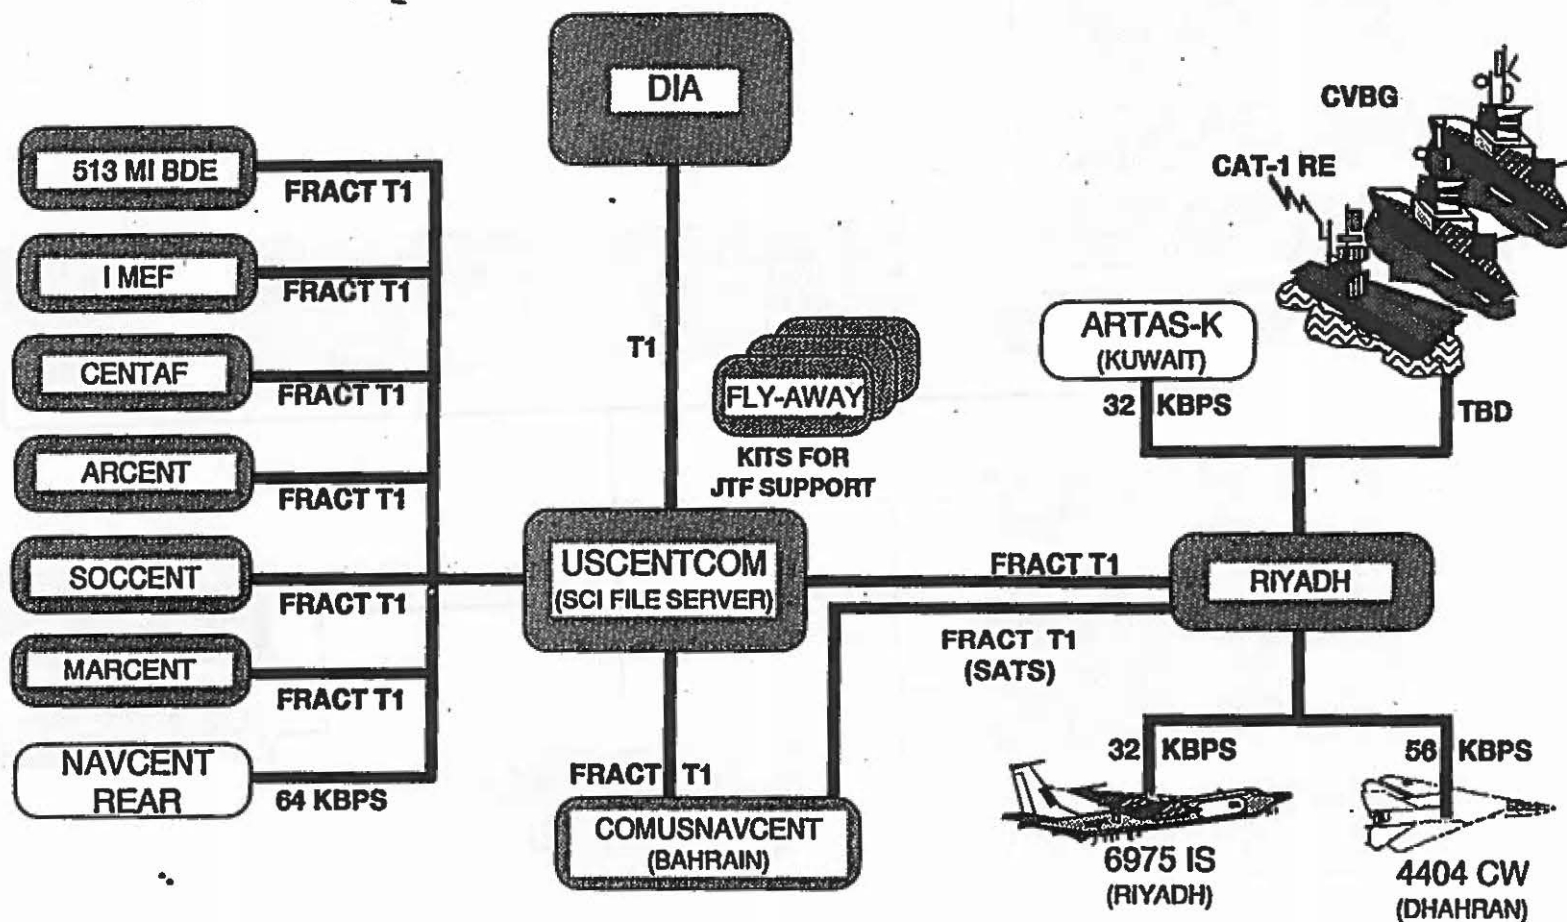 DIA
CVBG
513 MI BDE
FRACT T1
CAT-1 RE
I MEF
FRACT T1
ARTAS-K
(KUWAIT)
T1
CENTAF
FRACT T1
FLY-AWAY
32 KBPS
TBD
KITS FOR
JTF SUPPORT
ARCENT
FRACT T1
USCENTCOM
(SCI FILE SERVER)
FRACT T1
RIYADH
SOCCENT
FRACT T1
FRACT T1
(SATS)
MARCENT
FRACT T1
NAVCENT
REAR
64 KBPS
FRACT T1
32 KBPS
56 KBPS
COMUSNAVCENT
(BAHRAIN)
6975 IS
(RIYADH)
4404 CW
(DHAHRAN)